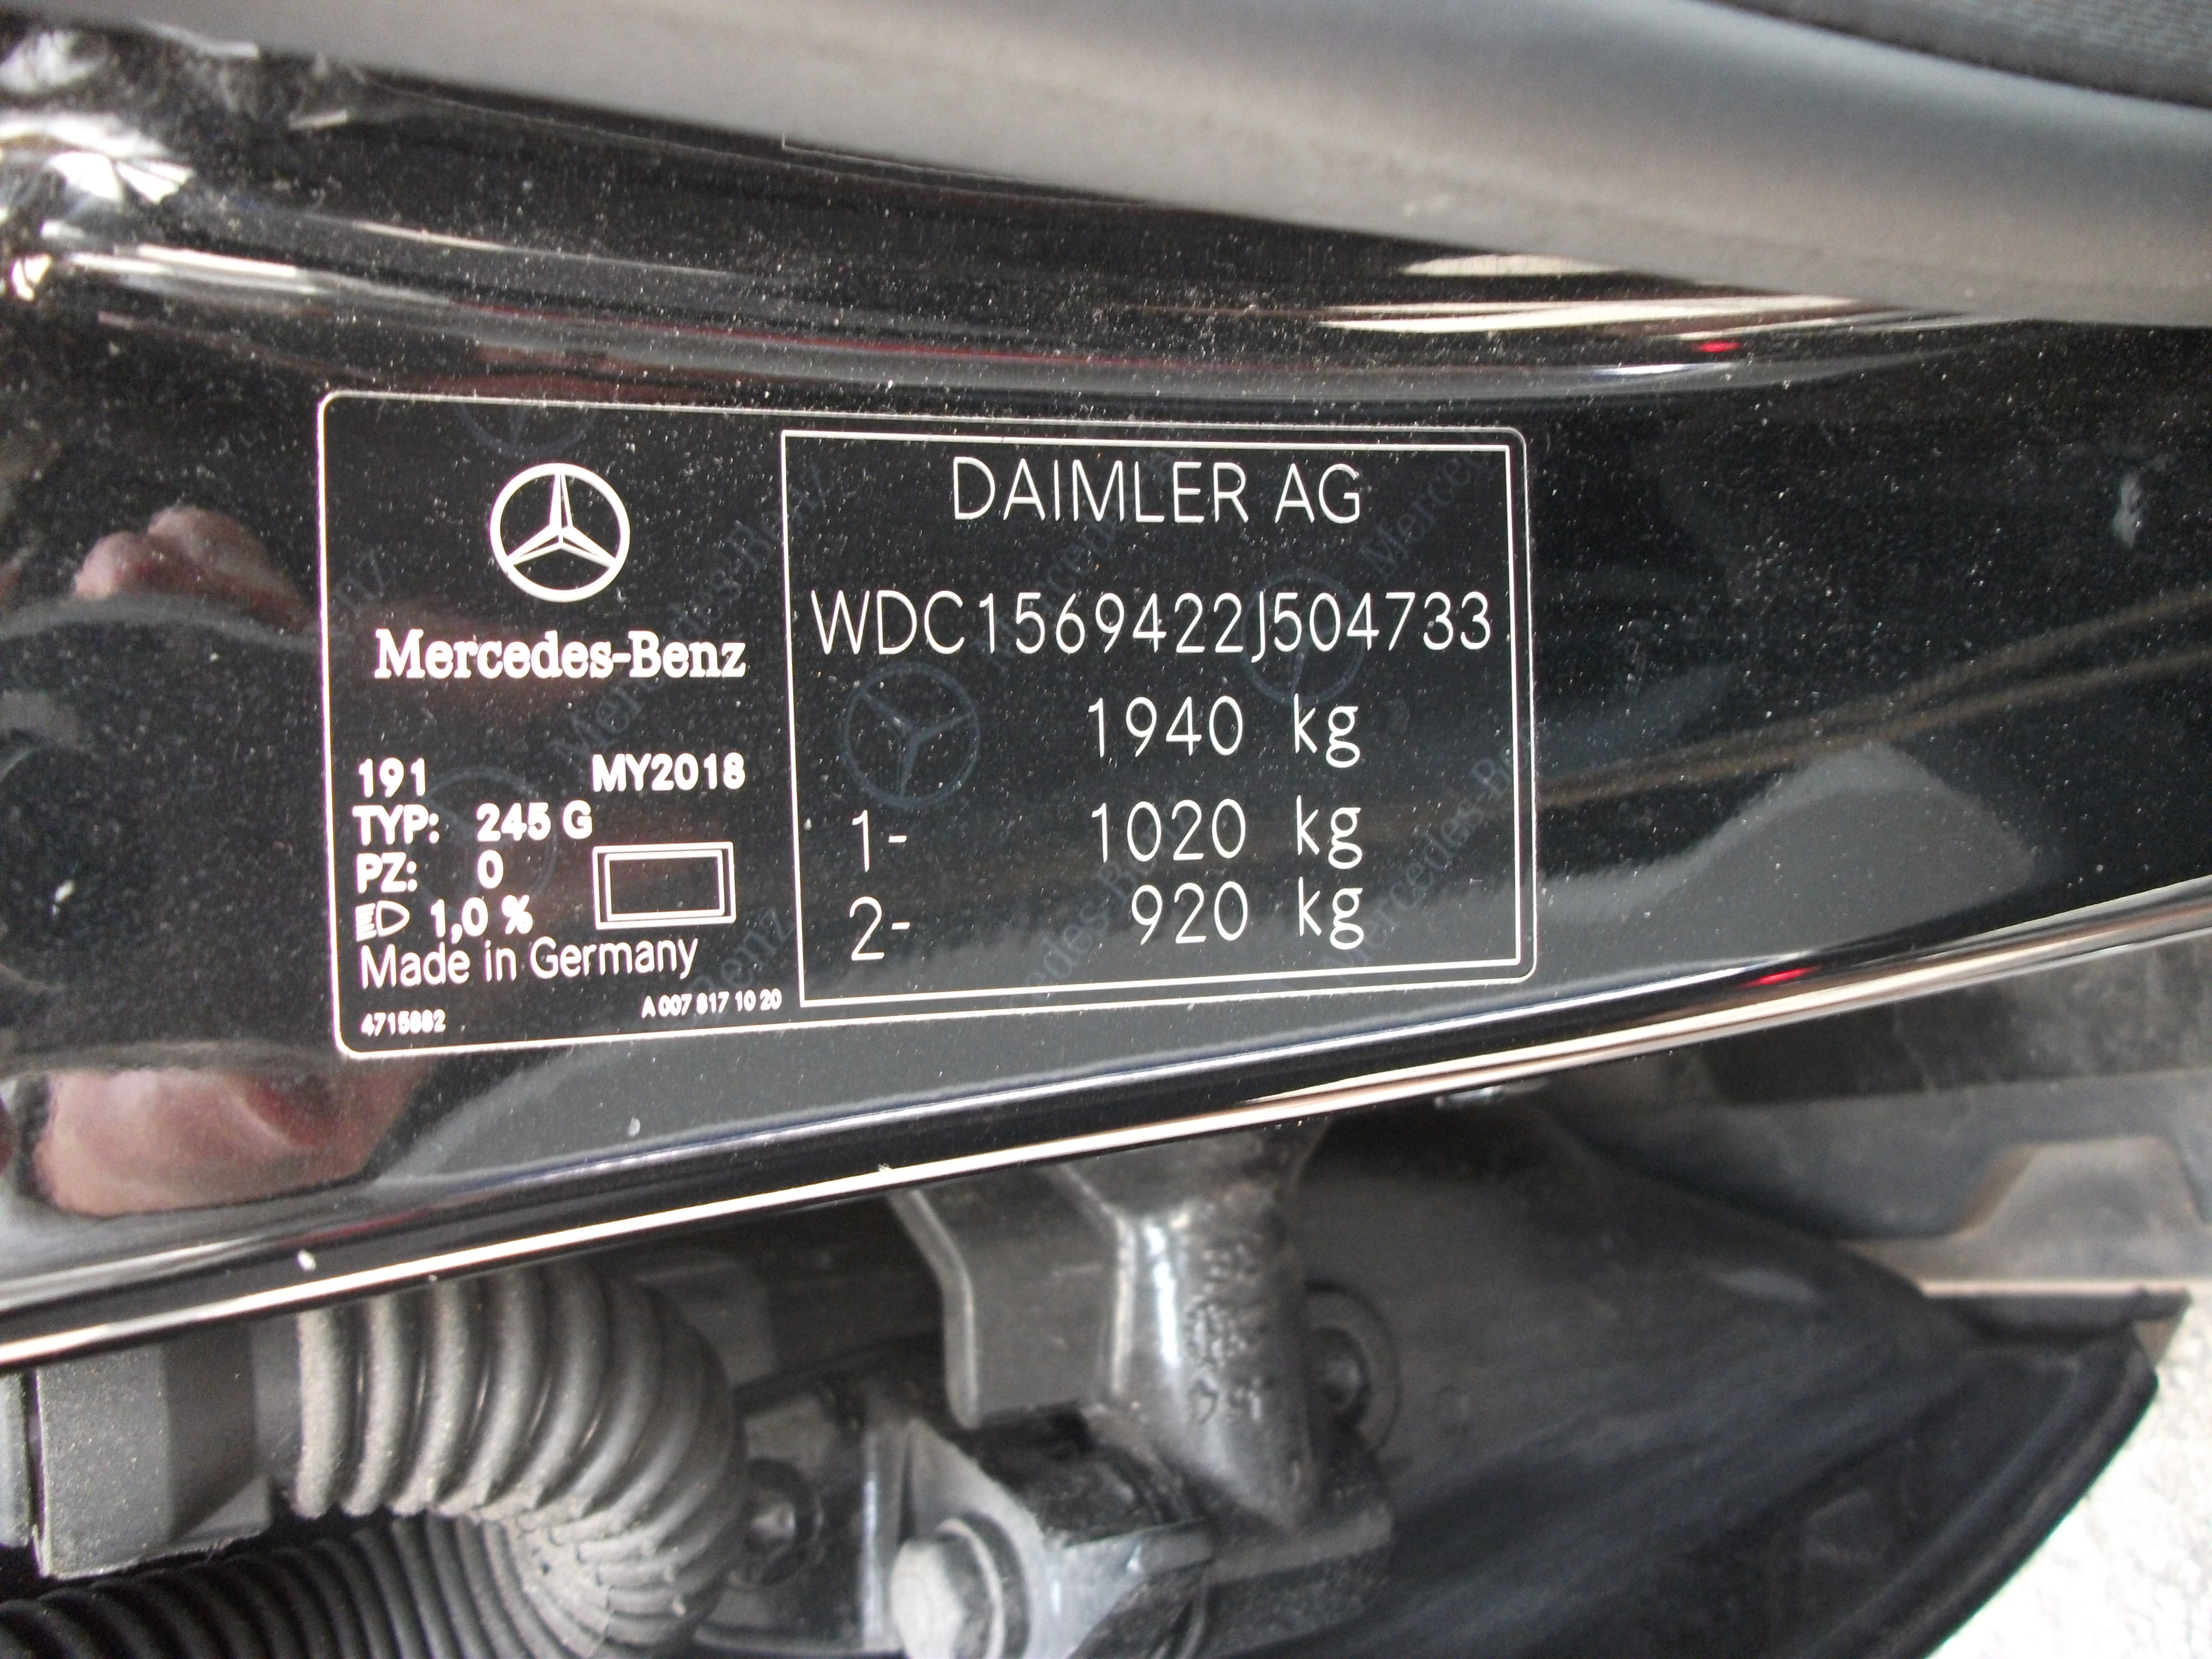 Mercedes-Benz
191 MY2018
TYP: 245 G
PZ: 0
1,0 %
Made in Germany
4715882 A 007 817 10 20
DAIMLER AG
WDC1569422J504733
1940 kg
1- 1020 kg
2- 920 kg